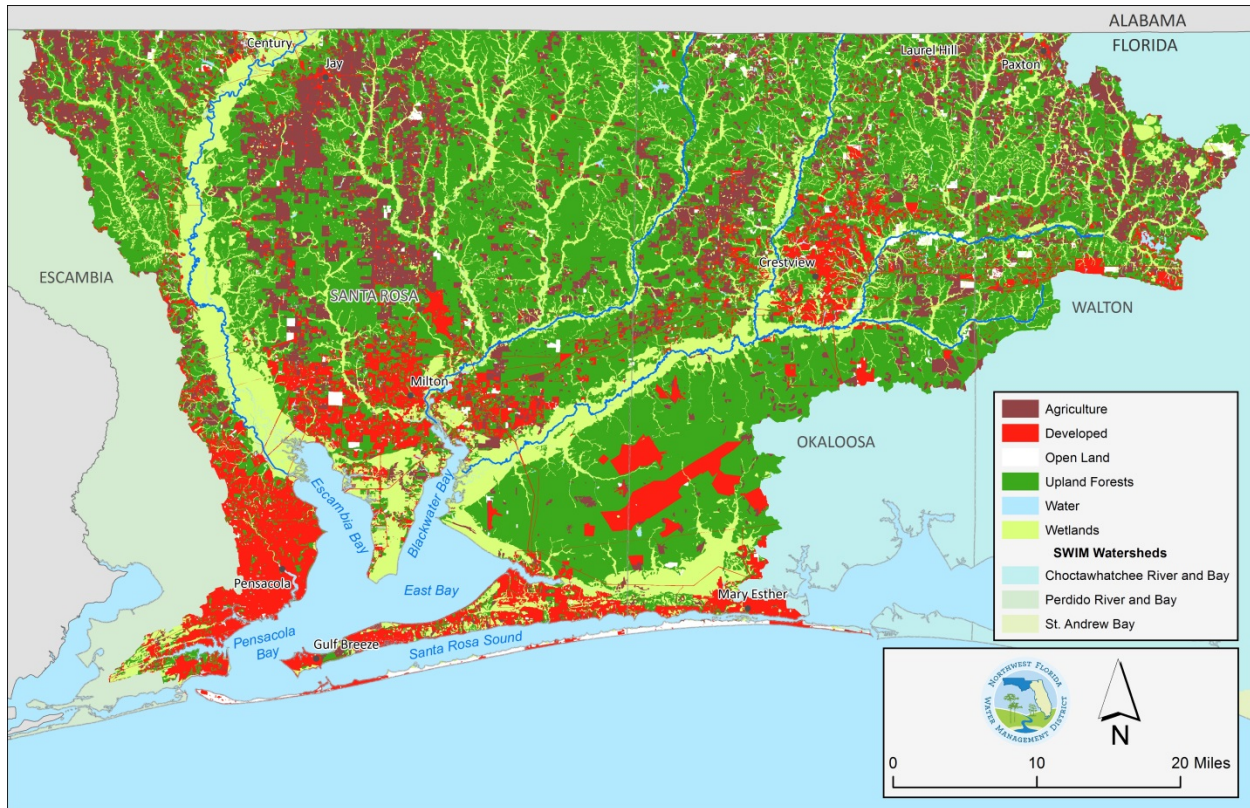 ALABAMA
FLORIDA
Century
Jay
Laurel Hill
Paxton
ESCAMBIA
SANTA ROSA
Crestview
WALTON
Milton
OKALOOSA
Escambia Bay
Blackwater Bay
Pensacola
East Bay
Mary Esther
Pensacola
Bay
Gulf Breeze
Santa Rosa Sound
Agriculture
Developed
Open Land
Upland Forests
Water
Wetlands
SWIM Watersheds
Choctawhatchee River and Bay
Perdido River and Bay
St. Andrew Bay
NORTHWEST FLORIDA
WATER MANAGEMENT DISTRICT
N
0 10 20 Miles